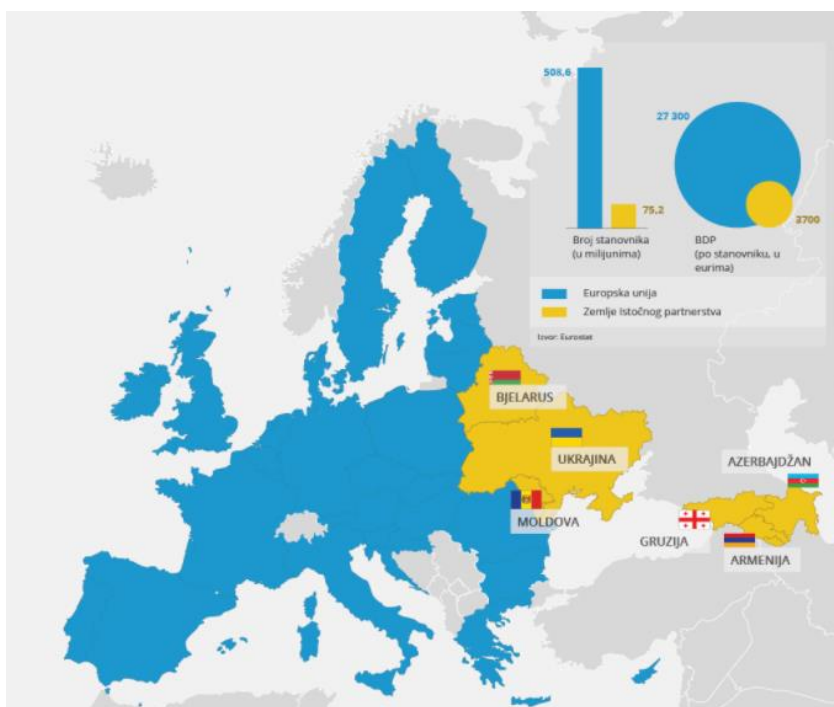 508,6
27 300
75,2
3700
Broj stanovnika
(u milijunima)
BDP
(po stanovniku, u
eurima)
Europska unija
Zemlje Istočnog partnerstva
Izvor: Eurostat
BJELARUS
UKRAJINA
AZERBAJDŽAN
MOLDOVA
GRUZIJA
ARMENIJA